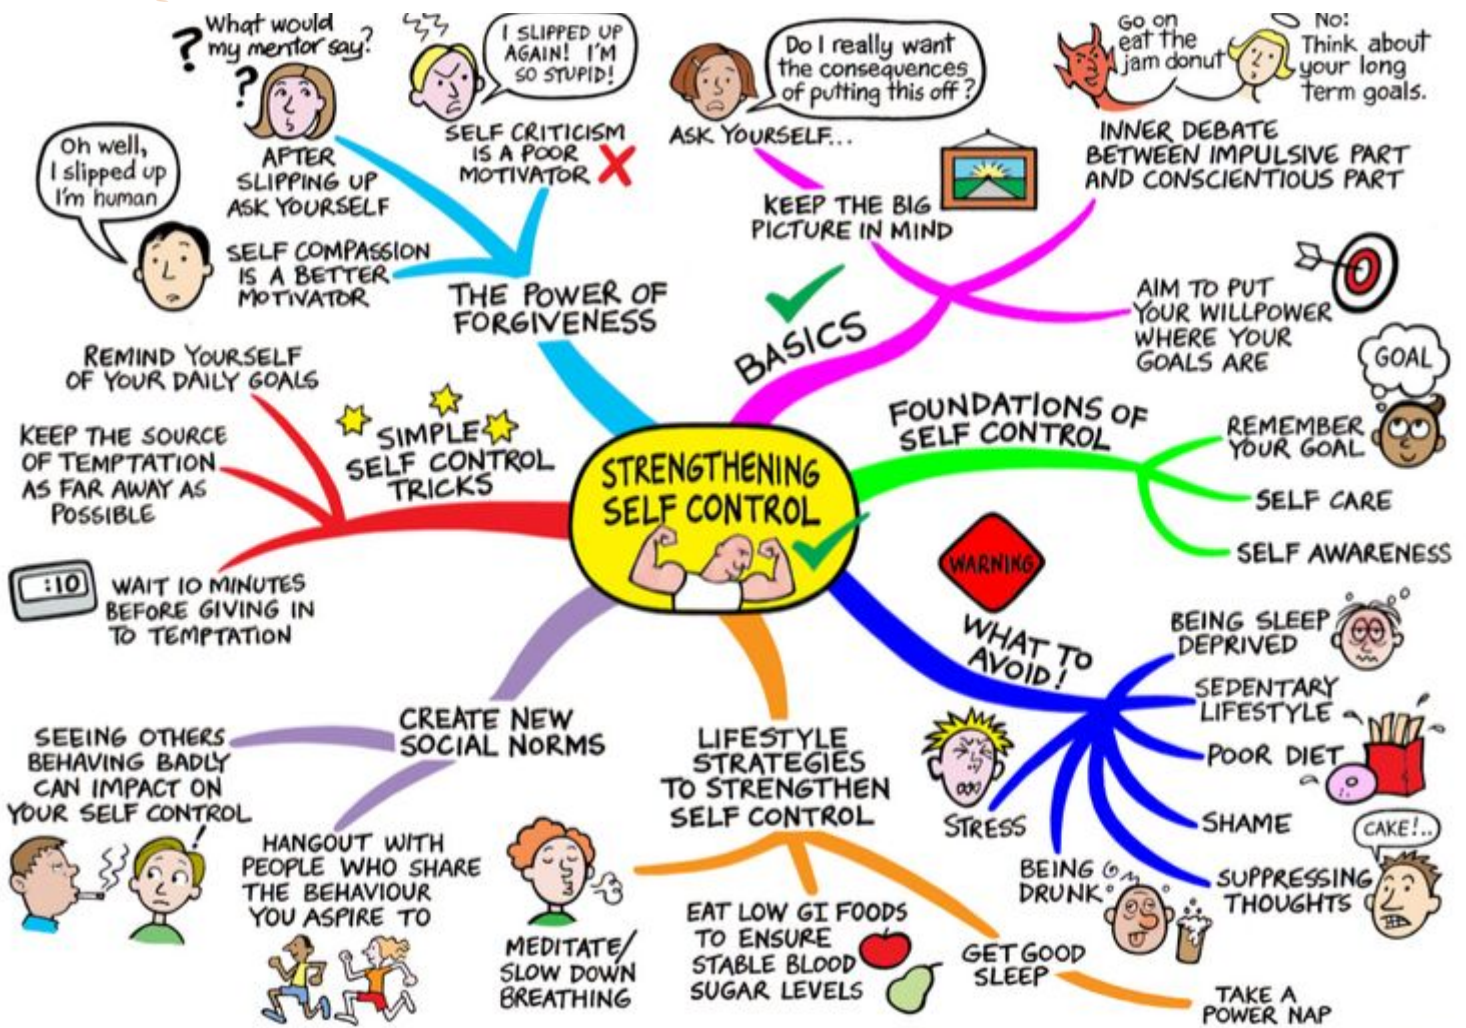 What would
my mentor say?
?
?
AFTER
SLIPPING UP
ASK YOURSELF
I SLIPPED UP
AGAIN! I'M
SO STUPID!
SELF CRITICISM
IS A POOR
MOTIVATOR
Oh well,
I slipped up
I'm human
SELF COMPASSION
IS A BETTER
MOTIVATOR
THE POWER OF
FORGIVENESS
Do I really want
the consequences
of putting this off?
ASK YOURSELF...
KEEP THE BIG
PICTURE IN MIND
Go on
eat the
jam donut
No!
Think about
your long
term goals.
INNER DEBATE
BETWEEN IMPULSIVE PART
AND CONSCIENTIOUS PART
AIM TO PUT
YOUR WILLPOWER
WHERE YOUR
GOALS ARE
BASICS
REMIND YOURSELF
OF YOUR DAILY GOALS
KEEP THE SOURCE
OF TEMPTATION
AS FAR AWAY AS
POSSIBLE
:10
WAIT 10 MINUTES
BEFORE GIVING IN
TO TEMPTATION
SIMPLE
SELF CONTROL
TRICKS
STRENGTHENING
SELF CONTROL
FOUNDATIONS OF
SELF CONTROL
GOAL
REMEMBER
YOUR GOAL
SELF CARE
SELF AWARENESS
WARNING
WHAT TO
AVOID!
BEING SLEEP
DEPRIVED
SEDENTARY
LIFESTYLE
POOR DIET
SHAME
CAKE!..
SUPPRESSING
THOUGHTS
BEING
DRUNK
STRESS
CREATE NEW
SOCIAL NORMS
SEEING OTHERS
BEHAVING BADLY
CAN IMPACT ON
YOUR SELF CONTROL
!
HANGOUT WITH
PEOPLE WHO SHARE
THE BEHAVIOUR
YOU ASPIRE TO
LIFESTYLE
STRATEGIES
TO STRENGTHEN
SELF CONTROL
MEDITATE/
SLOW DOWN
BREATHING
EAT LOW GI FOODS
TO ENSURE
STABLE BLOOD
SUGAR LEVELS
GET GOOD
SLEEP
TAKE A
POWER NAP